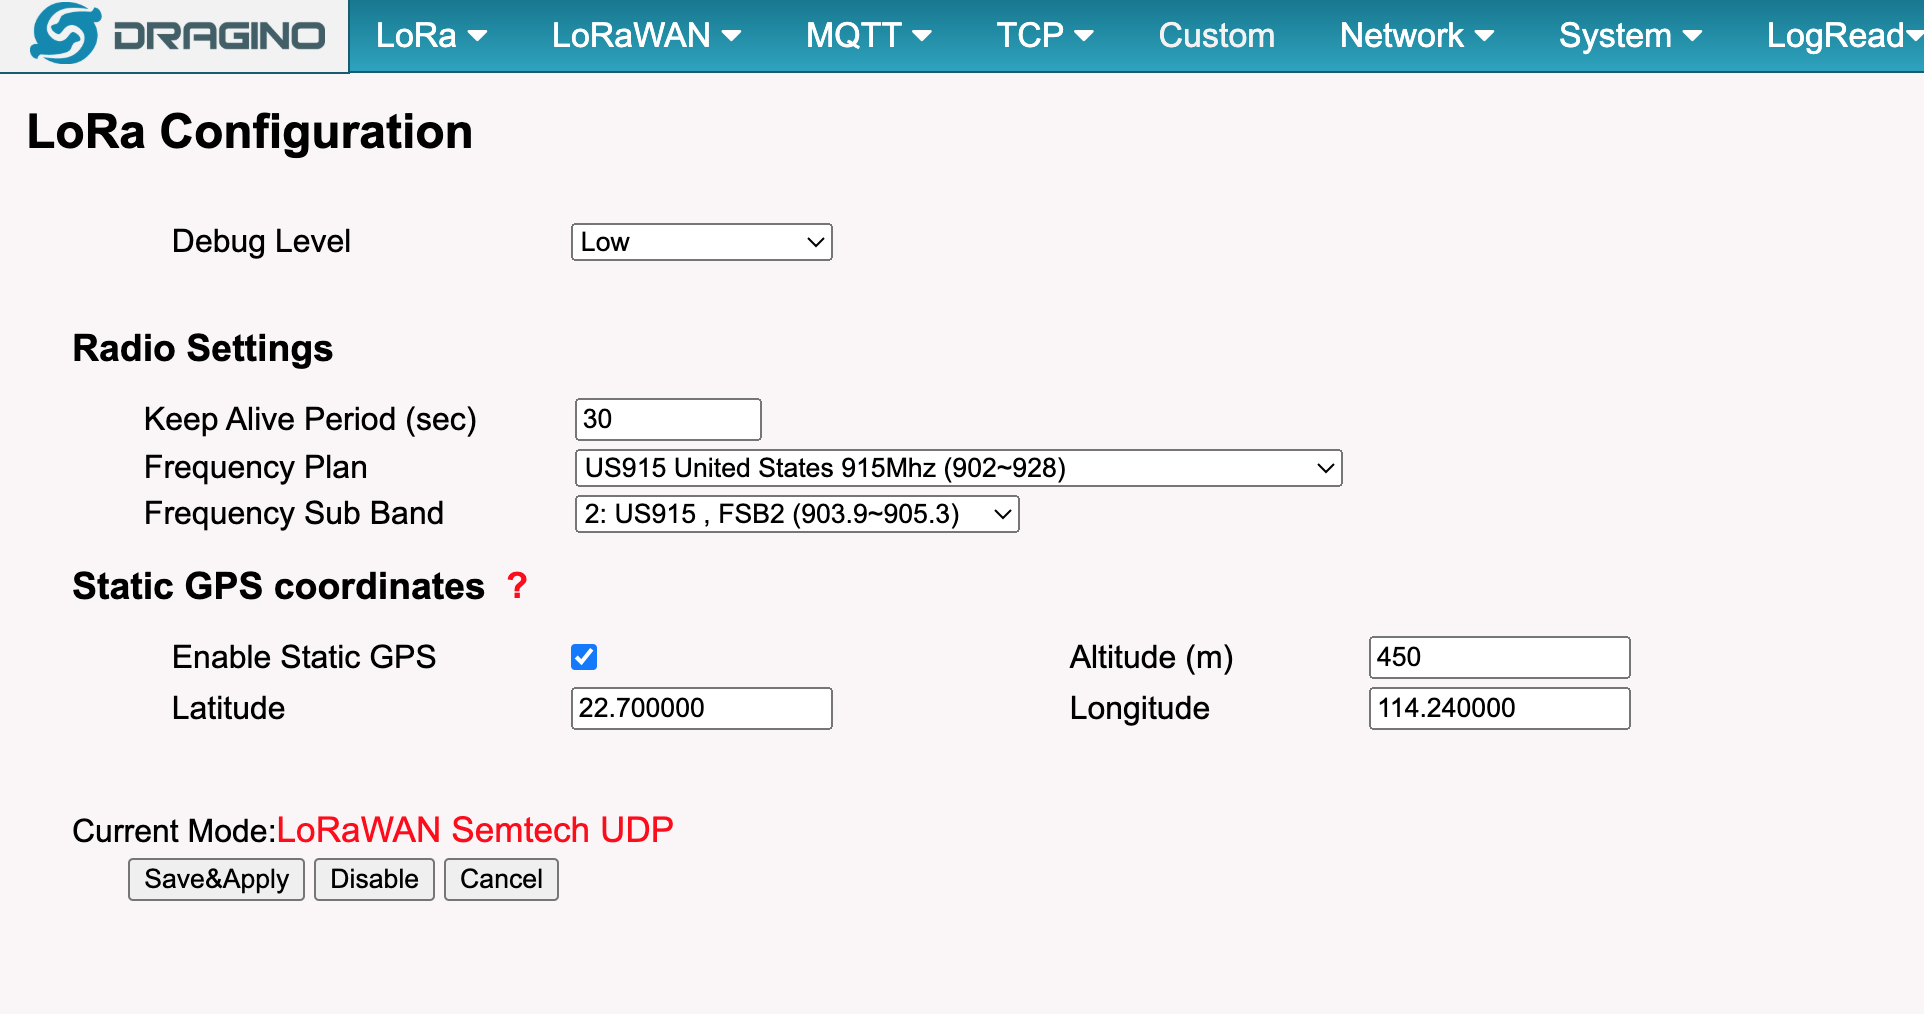 DRAGINO LoRa LoRaWAN MQTT TCP Custom Network System LogRead
LoRa Configuration
Debug Level Low
Radio Settings
Keep Alive Period (sec) 30
Frequency Plan US915 United States 915Mhz (902~928)
Frequency Sub Band 2: US915 , FSB2 (903.9~905.3)
Static GPS coordinates ?
Enable Static GPS Altitude (m) 450
Latitude 22.700000 Longitude 114.240000
Current Mode:LoRaWAN Semtech UDP
Save&Apply Disable Cancel